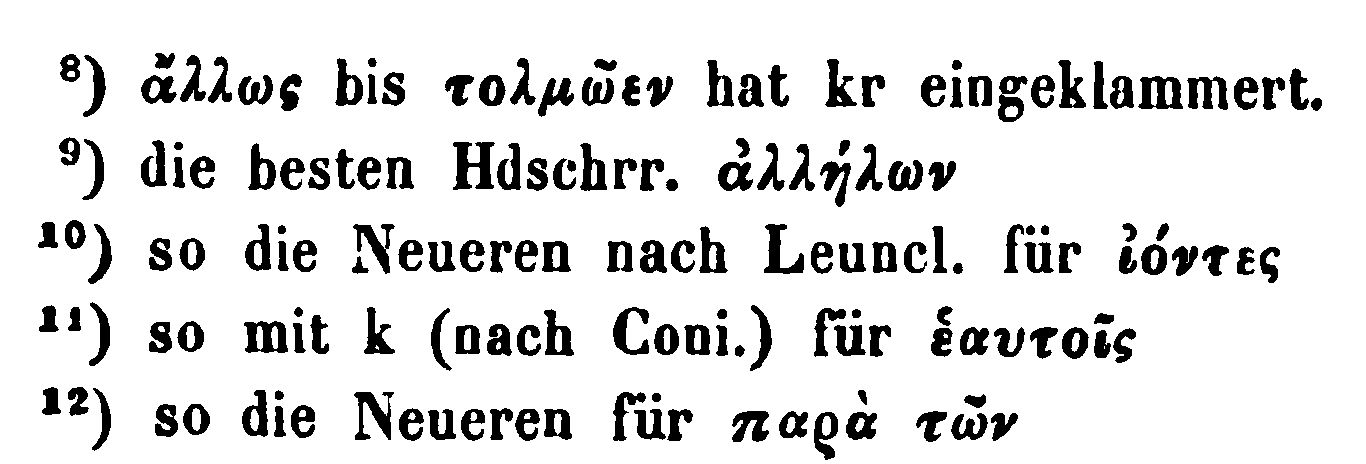 ⁸) ἄλλως bis τολμῶεν hat kr eingeklammert.
⁹) die besten Hdschrr. ἀλλήλων
¹⁰) so die Neueren nach Leuncl. für ἰόντες
¹¹) so mit k (nach Coni.) für ἑαυτοῖς
¹²) so die Neueren für παρὰ τῶν